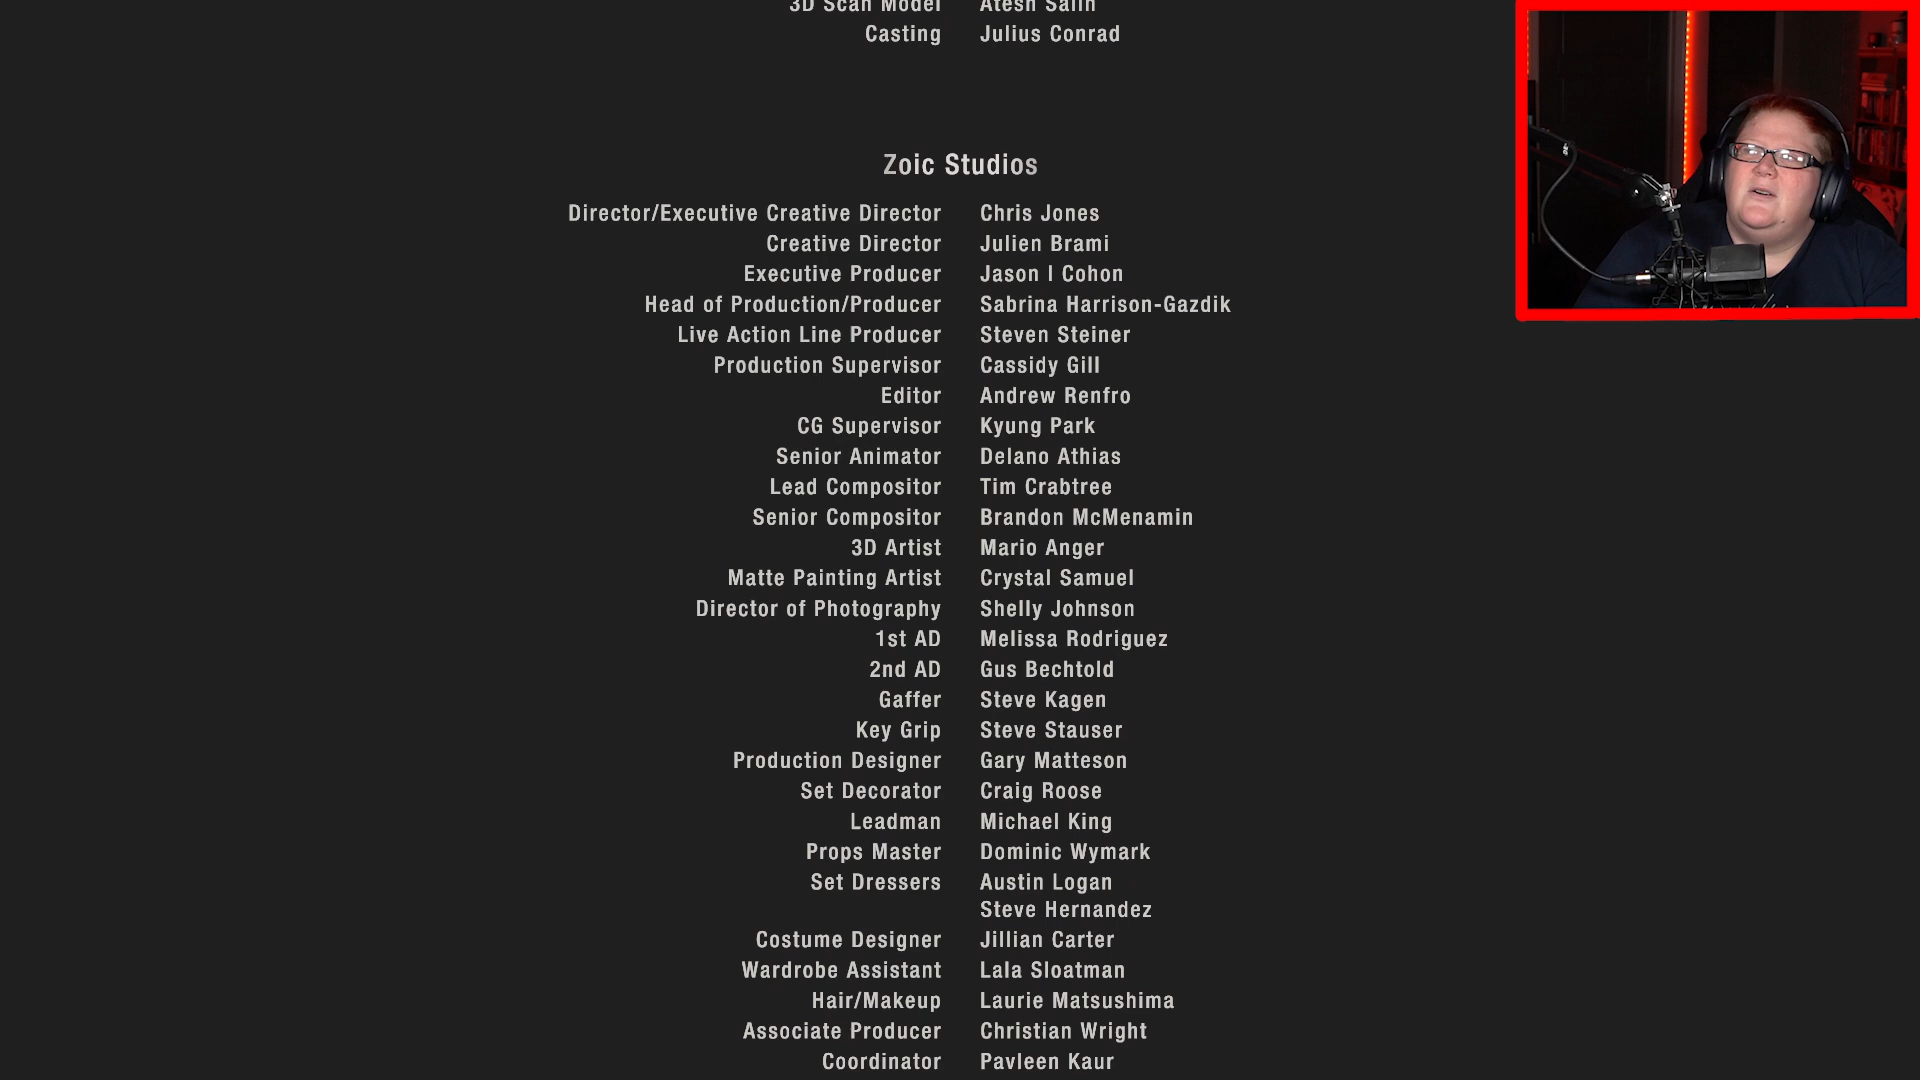 3D Scan Model Atesh Salih
Casting Julius Conrad
Zoic Studios
Director/Executive Creative Director Chris Jones
Creative Director Julien Brami
Executive Producer Jason I Cohon
Head of Production/Producer Sabrina Harrison-Gazdik
Live Action Line Producer Steven Steiner
Production Supervisor Cassidy Gill
Editor Andrew Renfro
CG Supervisor Kyung Park
Senior Animator Delano Athias
Lead Compositor Tim Crabtree
Senior Compositor Brandon McMenamin
3D Artist Mario Anger
Matte Painting Artist Crystal Samuel
Director of Photography Shelly Johnson
1st AD Melissa Rodriguez
2nd AD Gus Bechtold
Gaffer Steve Kagen
Key Grip Steve Stauser
Production Designer Gary Matteson
Set Decorator Craig Roose
Leadman Michael King
Props Master Dominic Wymark
Set Dressers Austin Logan
Steve Hernandez
Costume Designer Jillian Carter
Wardrobe Assistant Lala Sloatman
Hair/Makeup Laurie Matsushima
Associate Producer Christian Wright
Coordinator Pavleen Kaur